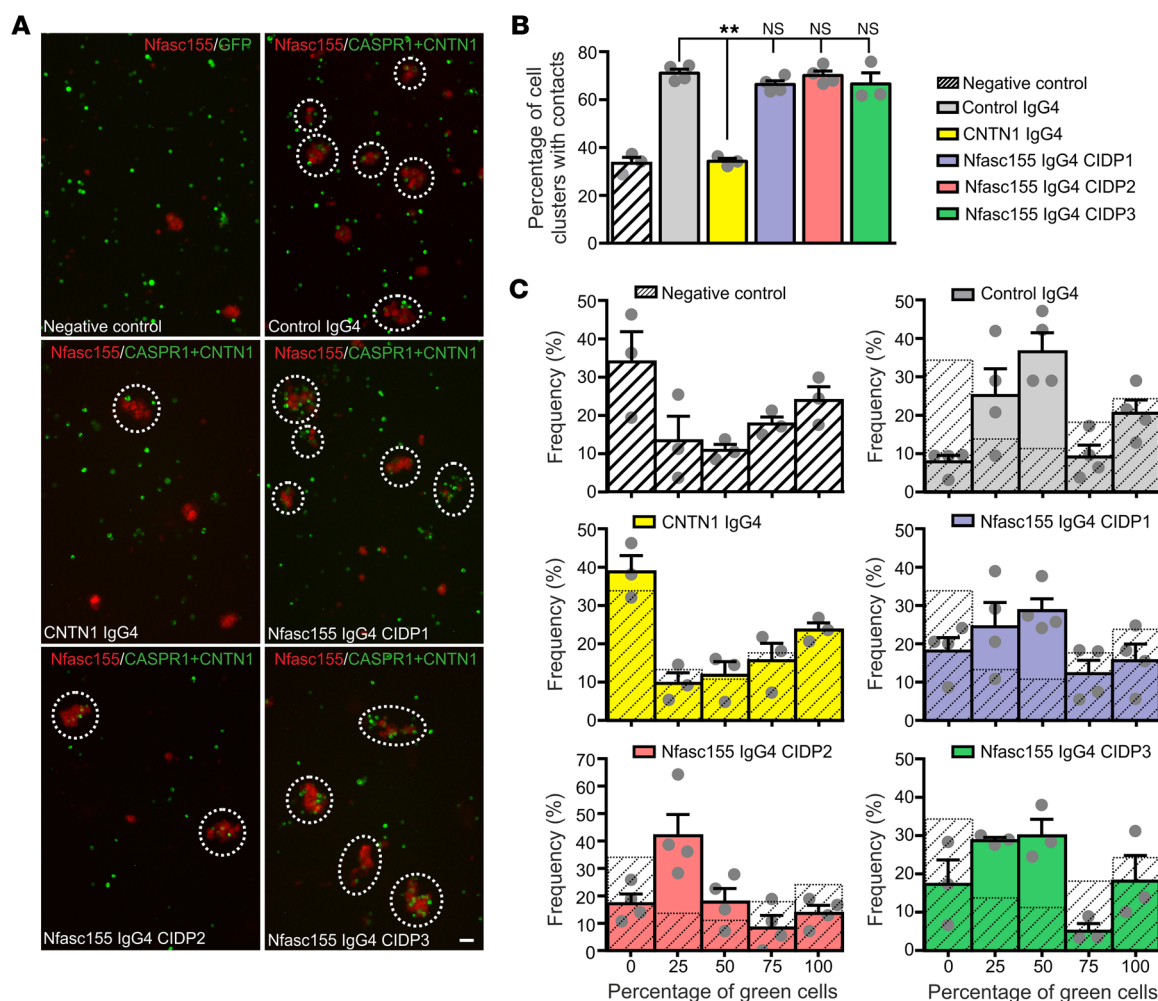 A
Nfasc155/GFP
Negative control
Nfasc155/CASPR1+CNTN1
Control IgG4
Nfasc155/CASPR1+CNTN1
CNTN1 IgG4
Nfasc155/CASPR1+CNTN1
Nfasc155 IgG4 CIDP1
Nfasc155/CASPR1+CNTN1
Nfasc155 IgG4 CIDP2
Nfasc155/CASPR1+CNTN1
Nfasc155 IgG4 CIDP3
B
Percentage of cell
clusters with contacts
80
60
40
20
0
** NS NS NS
Negative control
Control IgG4
CNTN1 IgG4
Nfasc155 IgG4 CIDP1
Nfasc155 IgG4 CIDP2
Nfasc155 IgG4 CIDP3
C
Negative control
Frequency (%)
50
40
30
20
10
0
Control IgG4
Frequency (%)
50
40
30
20
10
0
CNTN1 IgG4
Frequency (%)
50
40
30
20
10
0
Nfasc155 IgG4 CIDP1
Frequency (%)
50
40
30
20
10
0
Nfasc155 IgG4 CIDP2
Frequency (%)
70
60
50
40
30
20
10
0
0 25 50 75 100
Percentage of green cells
Nfasc155 IgG4 CIDP3
Frequency (%)
50
40
30
20
10
0
0 25 50 75 100
Percentage of green cells